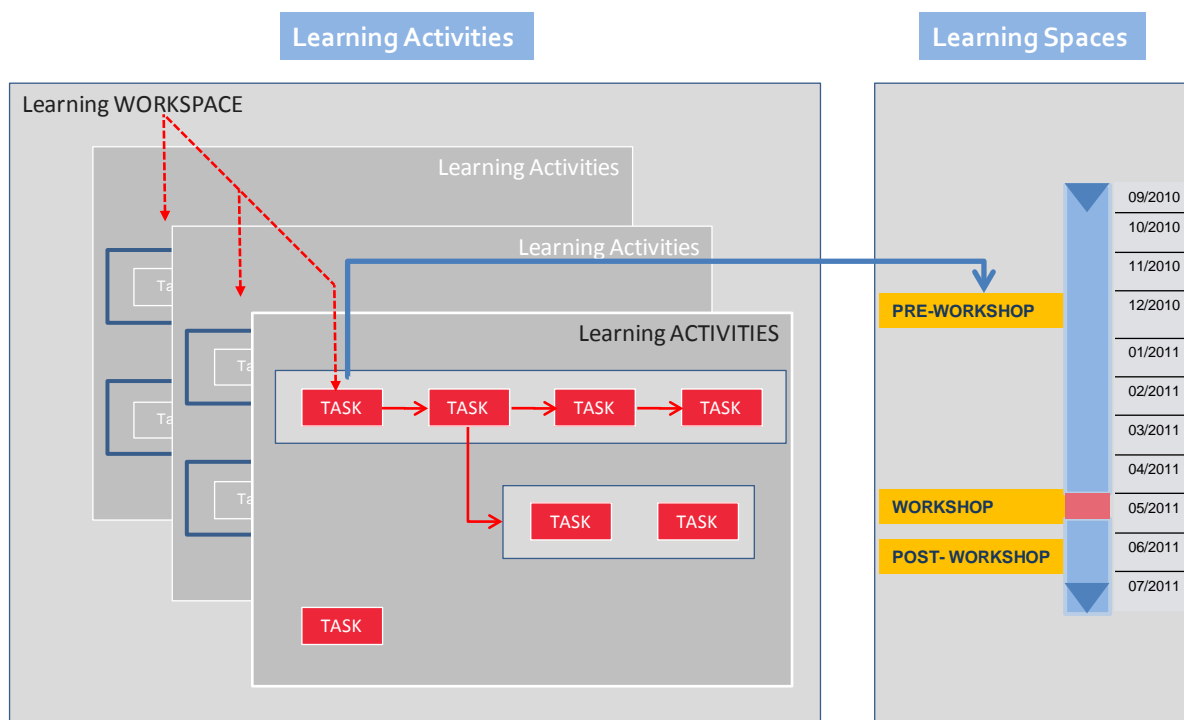 Learning Activities
Learning Spaces
Learning WORKSPACE
Learning Activities
Learning Activities
Learning ACTIVITIES
TASK
TASK
TASK
TASK
TASK
TASK
TASK
PRE-WORKSHOP
WORKSHOP
POST- WORKSHOP
09/2010
10/2010
11/2010
12/2010
01/2011
02/2011
03/2011
04/2011
05/2011
06/2011
07/2011